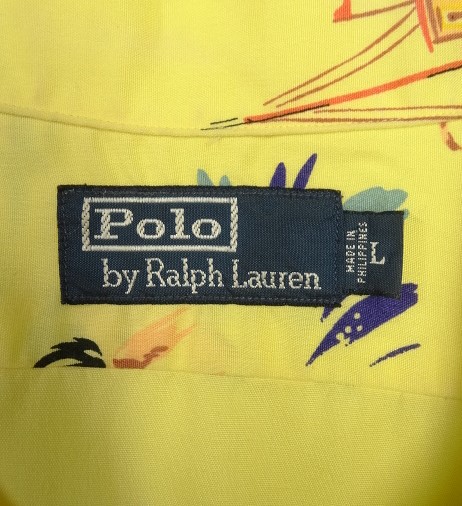 Polo
by Ralph Lauren
MADE IN
PHILIPPINES
L